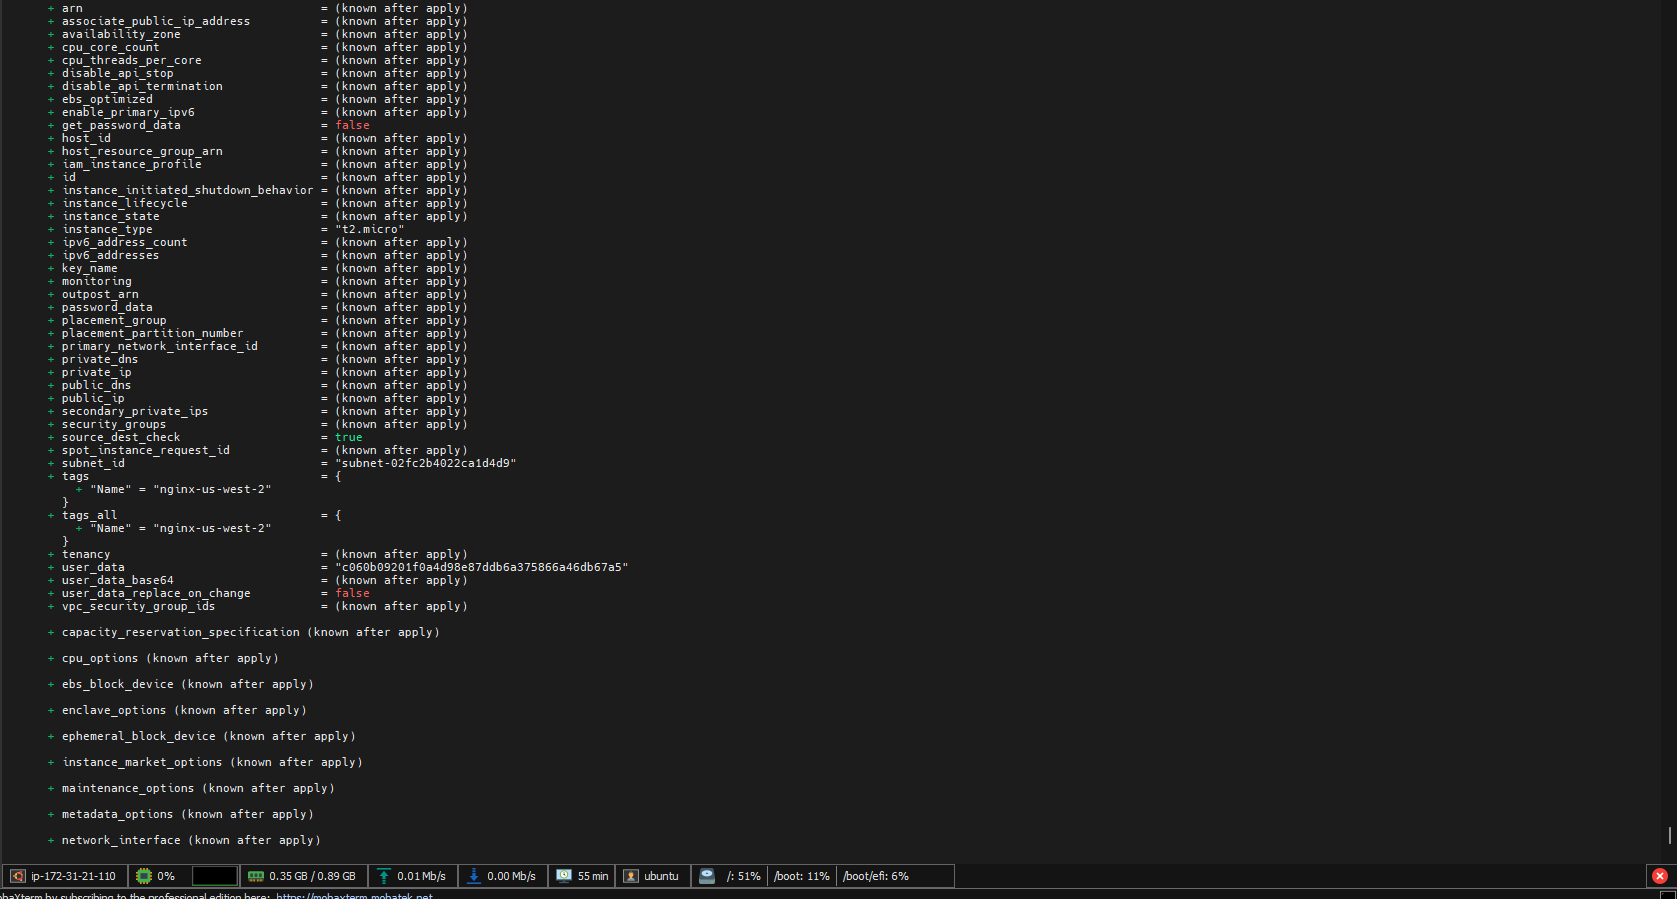 + arn = (known after apply)
+ associate_public_ip_address = (known after apply)
+ availability_zone = (known after apply)
+ cpu_core_count = (known after apply)
+ cpu_threads_per_core = (known after apply)
+ disable_api_stop = (known after apply)
+ disable_api_termination = (known after apply)
+ ebs_optimized = (known after apply)
+ enable_primary_ipv6 = (known after apply)
+ get_password_data = false
+ host_id = (known after apply)
+ host_resource_group_arn = (known after apply)
+ iam_instance_profile = (known after apply)
+ id = (known after apply)
+ instance_initiated_shutdown_behavior = (known after apply)
+ instance_lifecycle = (known after apply)
+ instance_state = (known after apply)
+ instance_type = "t2.micro"
+ ipv6_address_count = (known after apply)
+ ipv6_addresses = (known after apply)
+ key_name = (known after apply)
+ monitoring = (known after apply)
+ outpost_arn = (known after apply)
+ password_data = (known after apply)
+ placement_group = (known after apply)
+ placement_partition_number = (known after apply)
+ primary_network_interface_id = (known after apply)
+ private_dns = (known after apply)
+ private_ip = (known after apply)
+ public_dns = (known after apply)
+ public_ip = (known after apply)
+ secondary_private_ips = (known after apply)
+ security_groups = (known after apply)
+ source_dest_check = true
+ spot_instance_request_id = (known after apply)
+ subnet_id = "subnet-02fc2b4022ca1d4d9"
+ tags = {
+ "Name" = "nginx-us-west-2"
}
+ tags_all = {
+ "Name" = "nginx-us-west-2"
}
+ tenancy = (known after apply)
+ user_data = "c060b09201f0a4d98e87ddb6a375866a46db67a5"
+ user_data_base64 = (known after apply)
+ user_data_replace_on_change = false
+ vpc_security_group_ids = (known after apply)
+ capacity_reservation_specification (known after apply)
+ cpu_options (known after apply)
+ ebs_block_device (known after apply)
+ enclave_options (known after apply)
+ ephemeral_block_device (known after apply)
+ instance_market_options (known after apply)
+ maintenance_options (known after apply)
+ metadata_options (known after apply)
+ network_interface (known after apply)
ip-172-31-21-110 0% 0.35 GB / 0.89 GB 0.01 Mb/s 0.00 Mb/s 55 min ubuntu /: 51% /boot: 11% /boot/efi: 6%
obaXterm by subscribing to the professional edition here: https://mobaxterm.mobatek.net